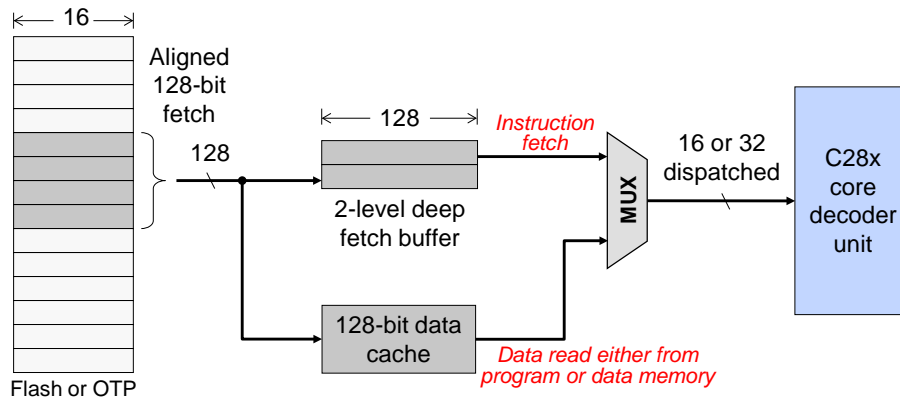 16
Aligned
128-bit
fetch
128
128
Instruction
fetch
2-level deep
fetch buffer
MUX
16 or 32
dispatched
C28x
core
decoder
unit
128-bit data
cache
Data read either from
program or data memory
Flash or OTP